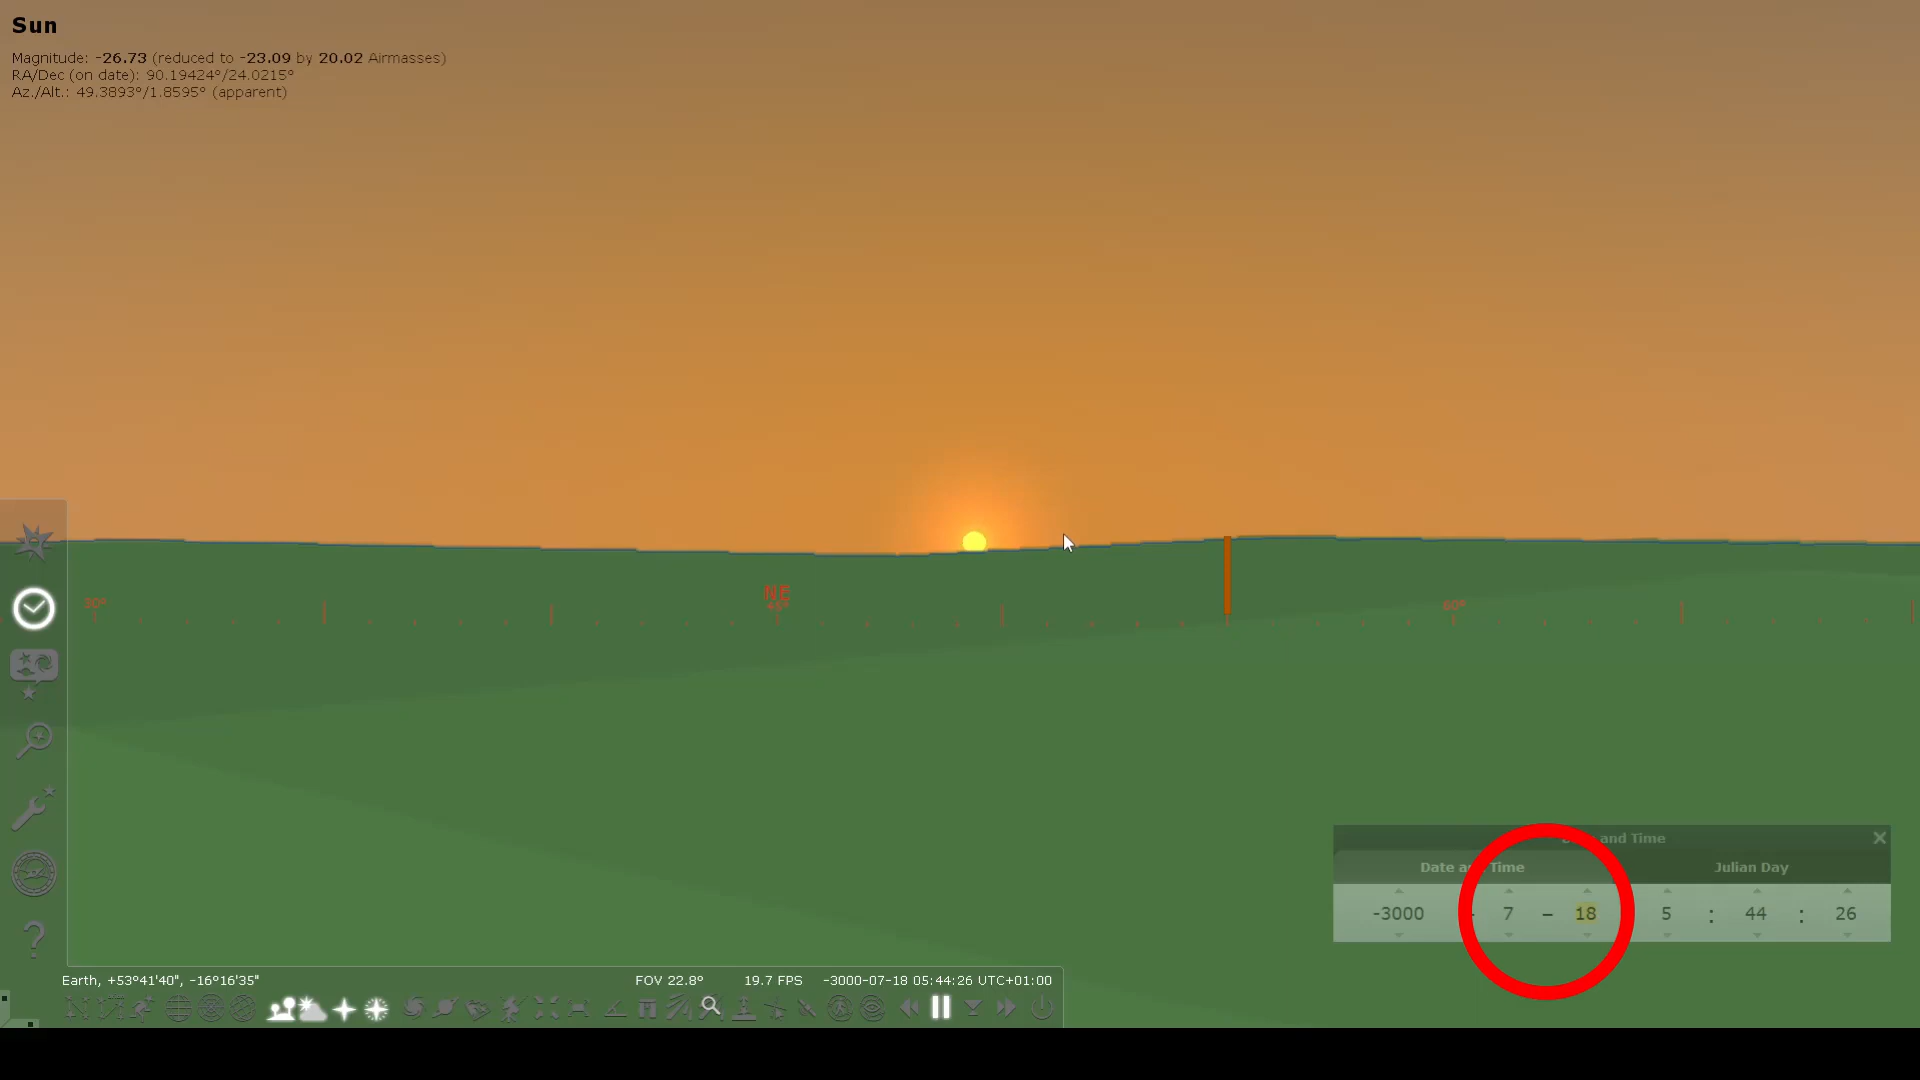 Sun
Magnitude: -26.73 (reduced to -23.09 by 20.02 Airmasses)
RA/Dec (on date): 90.19424°/24.0215°
Az./Alt.: 49.3893°/1.8595° (apparent)
NE
30°
45°
60°
and Time
Date a Time
Julian Day
-3000 - 7 - 18 5 : 44 : 26
Earth, +53°41'40", -16°16'35"
FOV 22.8°
19.7 FPS
-3000-07-18 05:44:26 UTC+01:00